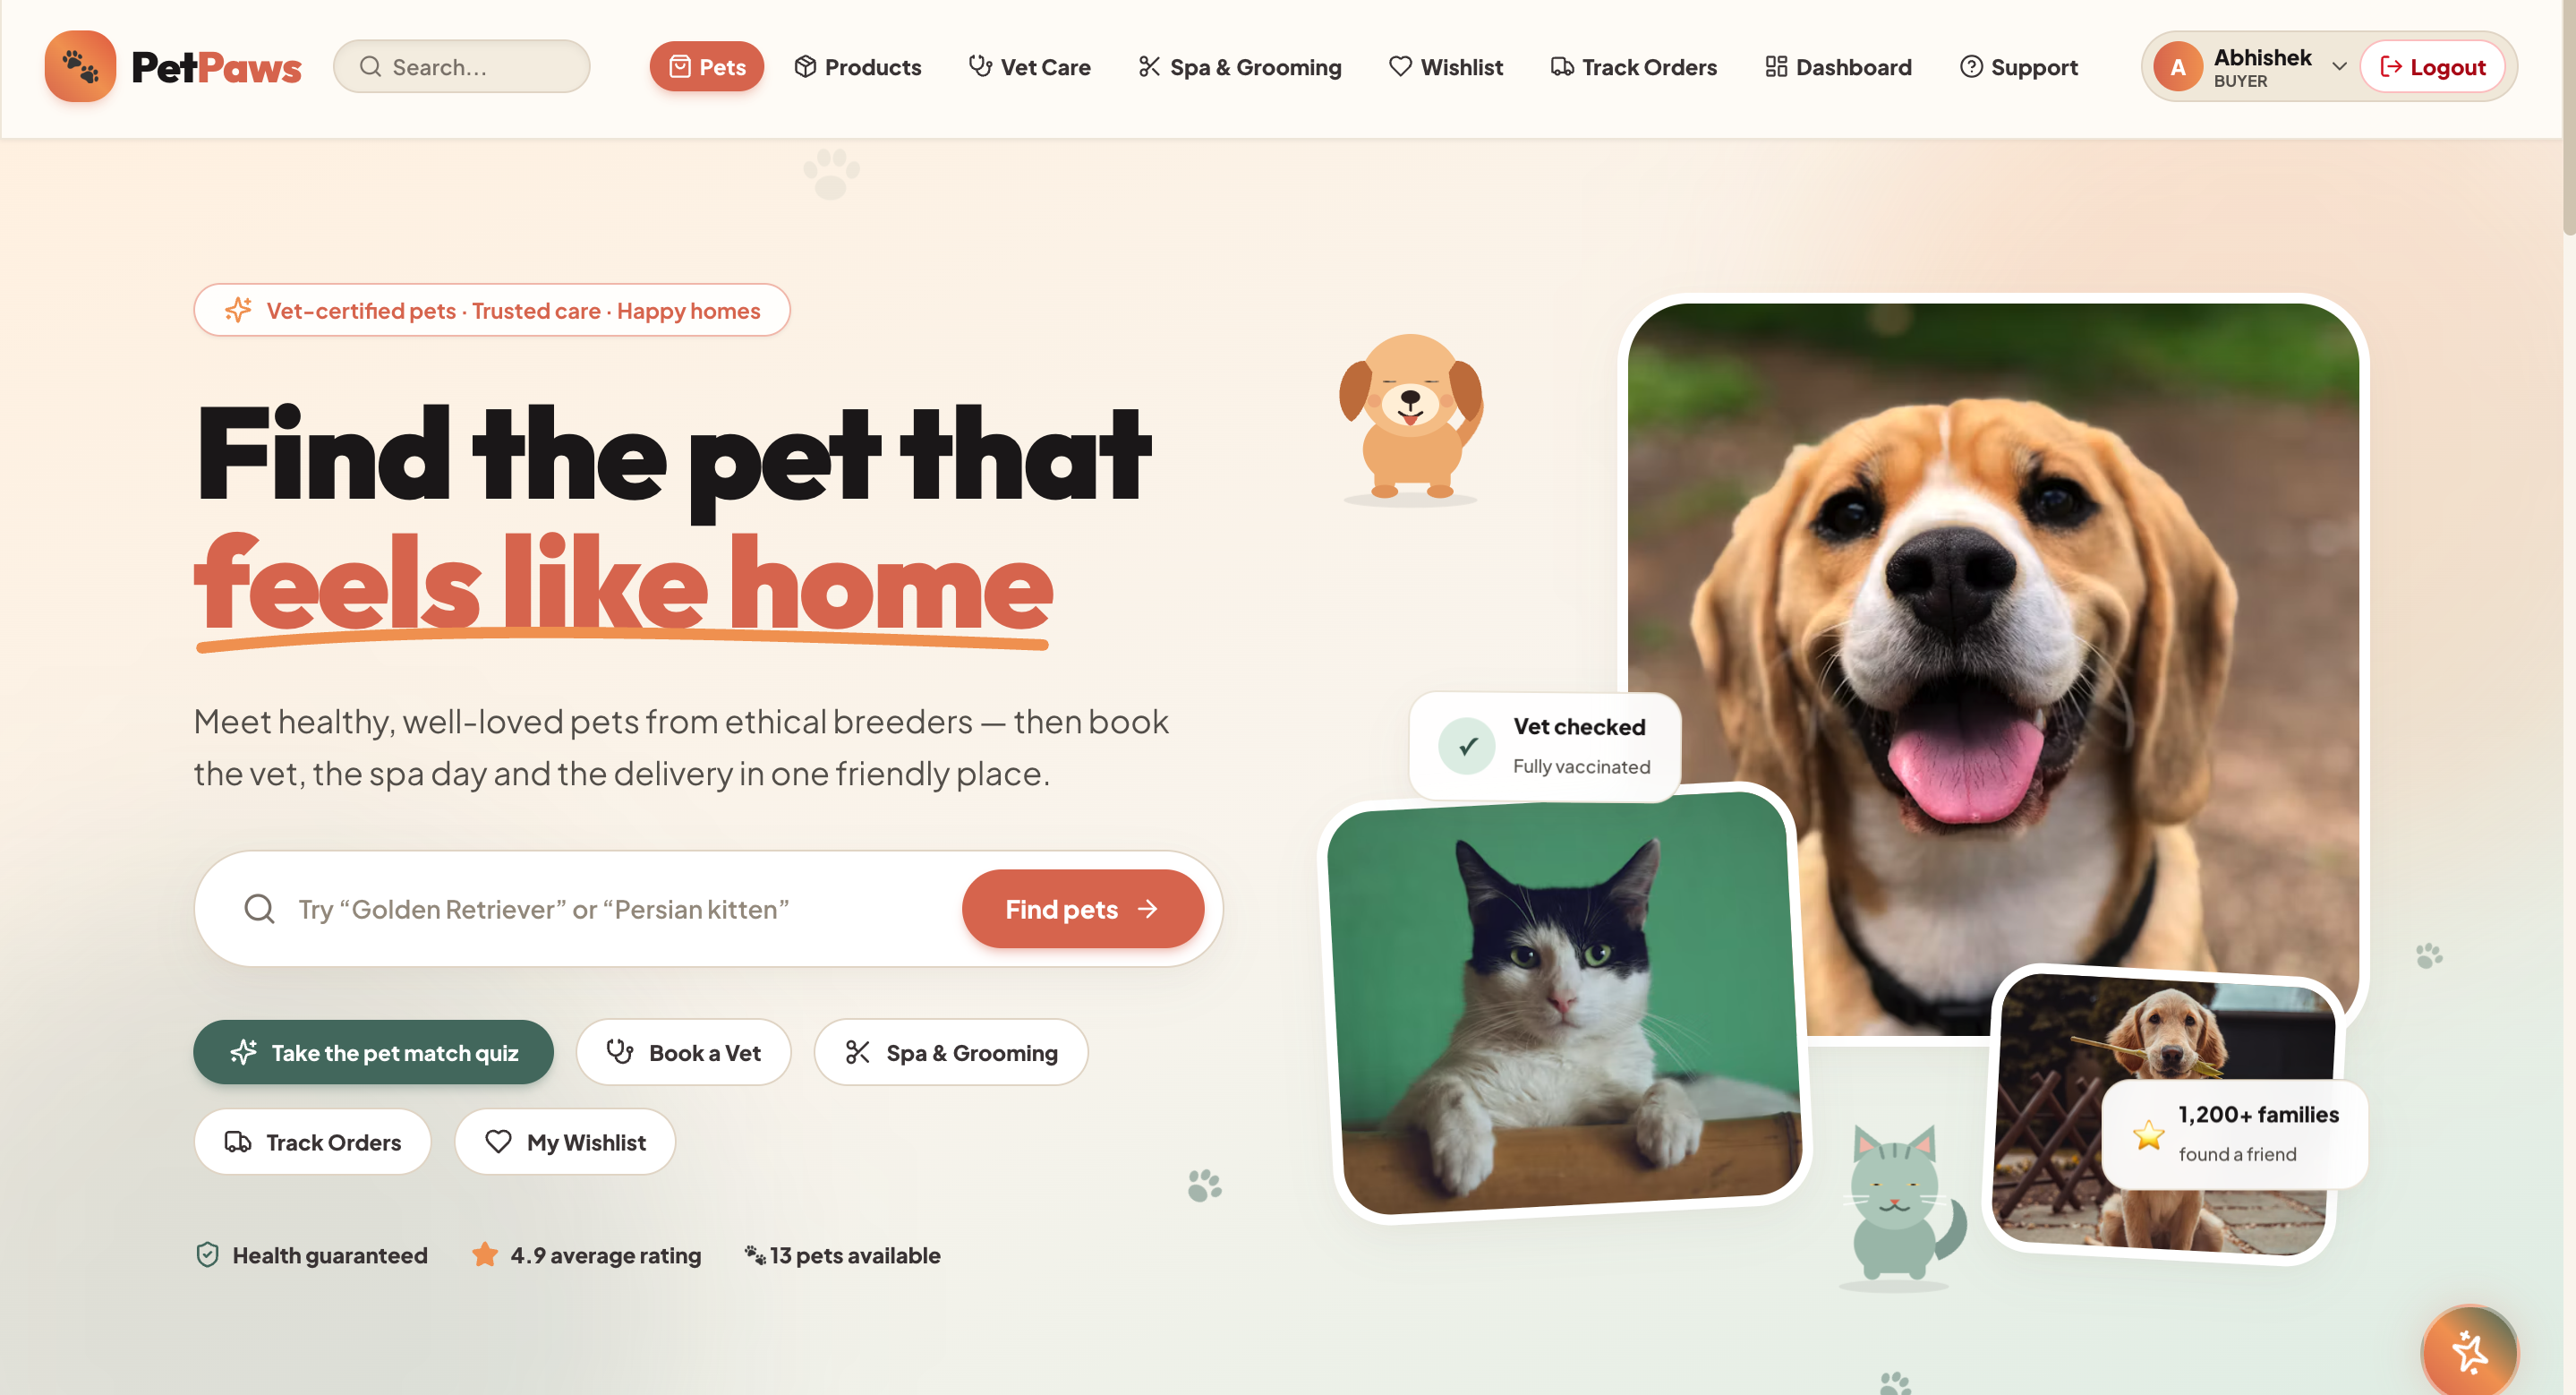 PetPaws
Search...
Pets
Products
Vet Care
Spa & Grooming
Wishlist
Track Orders
Dashboard
Support
A
Abhishek
BUYER
Logout
Vet-certified pets · Trusted care · Happy homes
Find the pet that
feels like home
Meet healthy, well-loved pets from ethical breeders — then book
the vet, the spa day and the delivery in one friendly place.
Try “Golden Retriever” or “Persian kitten”
Find pets
Take the pet match quiz
Book a Vet
Spa & Grooming
Track Orders
My Wishlist
Health guaranteed
4.9 average rating
13 pets available
Vet checked
Fully vaccinated
1,200+ families
found a friend